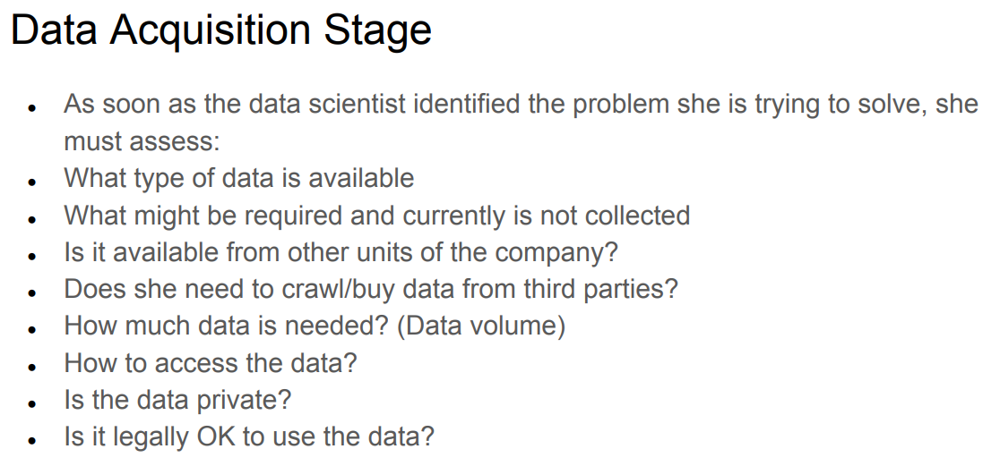 Data Acquisition Stage
• As soon as the data scientist identified the problem she is trying to solve, she
must assess:
• What type of data is available
• What might be required and currently is not collected
• Is it available from other units of the company?
• Does she need to crawl/buy data from third parties?
• How much data is needed? (Data volume)
• How to access the data?
• Is the data private?
• Is it legally OK to use the data?